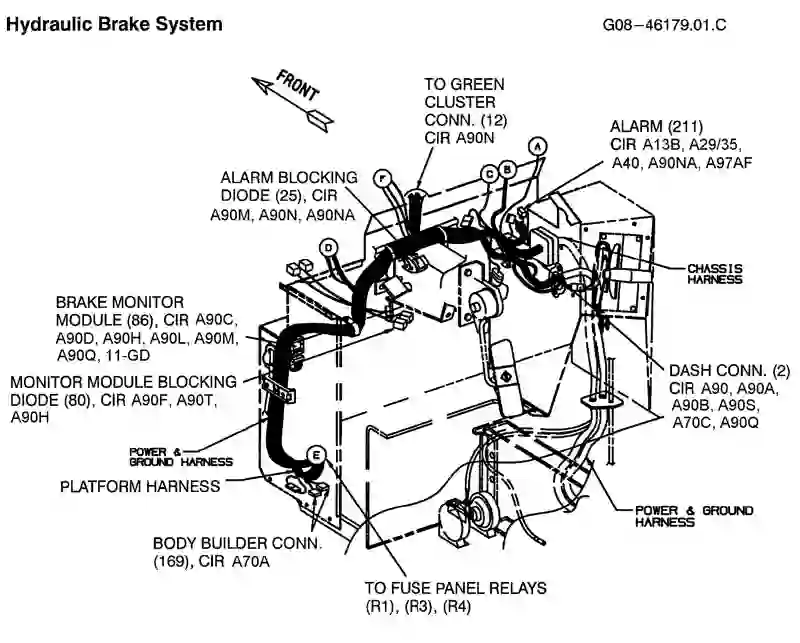 Hydraulic Brake System
G08-46179.01.C
FRONT
TO GREEN
CLUSTER
CONN. (12)
CIR A90N
ALARM (211)
CIR A13B, A29/35,
A40, A90NA, A97AF
ALARM BLOCKING
DIODE (25), CIR
A90M, A90N, A90NA
A
B
C
F
D
CHASSIS
HARNESS
BRAKE MONITOR
MODULE (86), CIR A90C,
A90D, A90H, A90L, A90M,
A90Q, 11-GD
MONITOR MODULE BLOCKING
DIODE (80), CIR A90F, A90T,
A90H
DASH CONN. (2)
CIR A90, A90A,
A90B, A90S,
A70C, A90Q
POWER &
GROUND HARNESS
E
PLATFORM HARNESS
POWER & GROUND
HARNESS
BODY BUILDER CONN.
(169), CIR A70A
TO FUSE PANEL RELAYS
(R1), (R3), (R4)